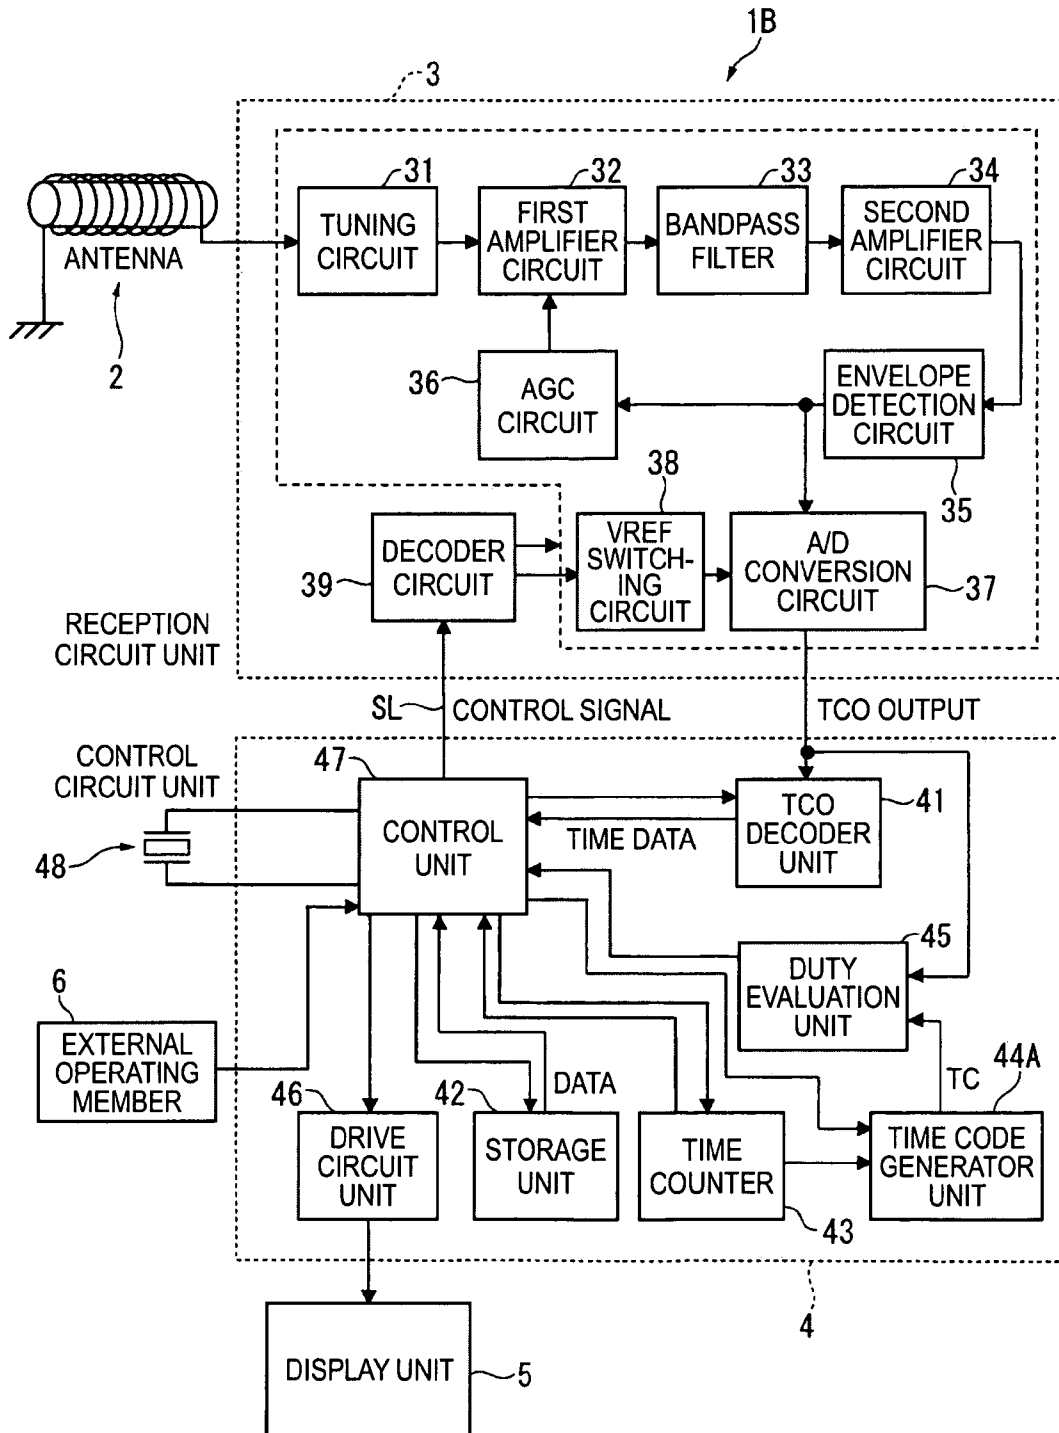 1B
3
31
32
33
34
TUNING
CIRCUIT
FIRST
AMPLIFIER
CIRCUIT
BANDPASS
FILTER
SECOND
AMPLIFIER
CIRCUIT
ANTENNA
2
36
AGC
CIRCUIT
ENVELOPE
DETECTION
CIRCUIT
35
38
39
DECODER
CIRCUIT
VREF
SWITCH-
ING
CIRCUIT
A/D
CONVERSION
CIRCUIT
37
RECEPTION
CIRCUIT UNIT
SL
CONTROL SIGNAL
TCO OUTPUT
CONTROL
CIRCUIT UNIT
47
CONTROL
UNIT
TIME DATA
TCO
DECODER
UNIT
41
48
45
DUTY
EVALUATION
UNIT
6
EXTERNAL
OPERATING
MEMBER
46
42
DATA
TC
44A
DRIVE
CIRCUIT
UNIT
STORAGE
UNIT
TIME
COUNTER
43
TIME CODE
GENERATOR
UNIT
4
DISPLAY UNIT
5